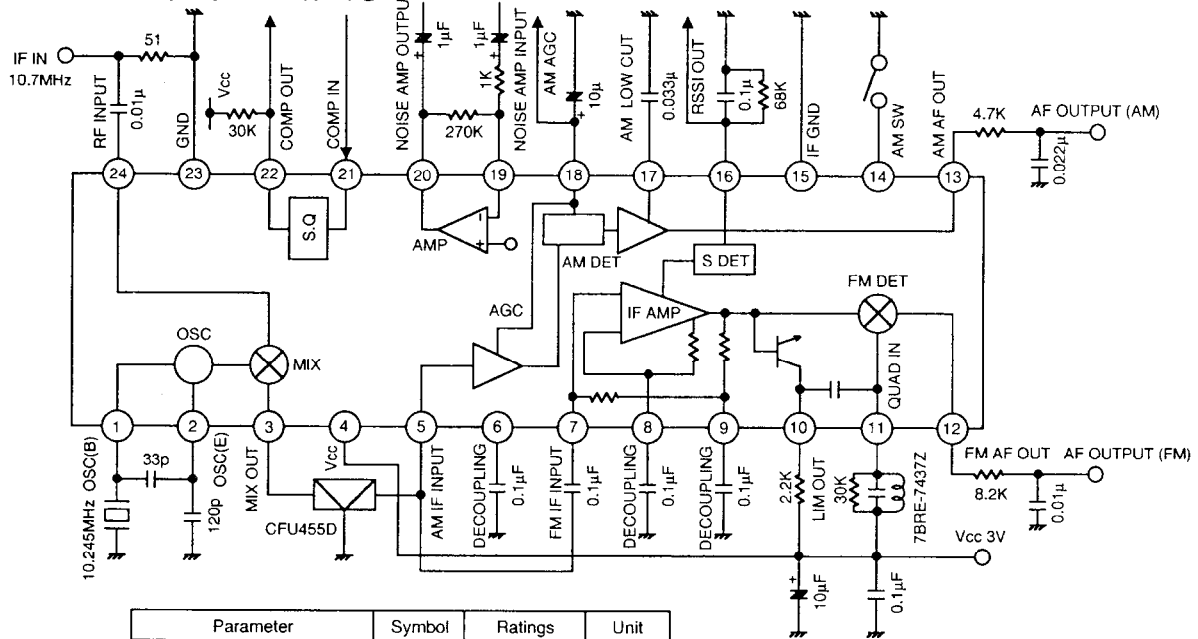 IF IN
10.7MHz
51
RF INPUT
0.01µ
GND
Vcc
30K
COMP OUT
COMP IN
NOISE AMP OUTPUT
1µF
+
270K
1µF
+
1K
NOISE AMP INPUT
AM AGC
10µ
+
AM LOW CUT
0.033µ
RSSI OUT
0.1µ
68K
IF GND
AM SW
AM AF OUT
4.7K
AF OUTPUT (AM)
0.022µ
24
23
22
21
20
19
18
17
16
15
14
13
S.Q
AMP
-
+
AM DET
S DET
AGC
IF AMP
FM DET
OSC
MIX
QUAD IN
1
2
3
4
5
6
7
8
9
10
11
12
10.245MHz
OSC(B)
33p
OSC(E)
120p
MIX OUT
Vcc
CFU455D
AM IF INPUT
DECOUPLING
0.1µF
FM IF INPUT
0.1µF
DECOUPLING
0.1µF
DECOUPLING
0.1µF
2.2K
LIM OUT
30K
7BRE-7437Z
FM AF OUT
AF OUTPUT (FM)
8.2K
0.01µ
Vcc 3V
+
10µF
0.1µF
Parameter Symbol Ratings Unit